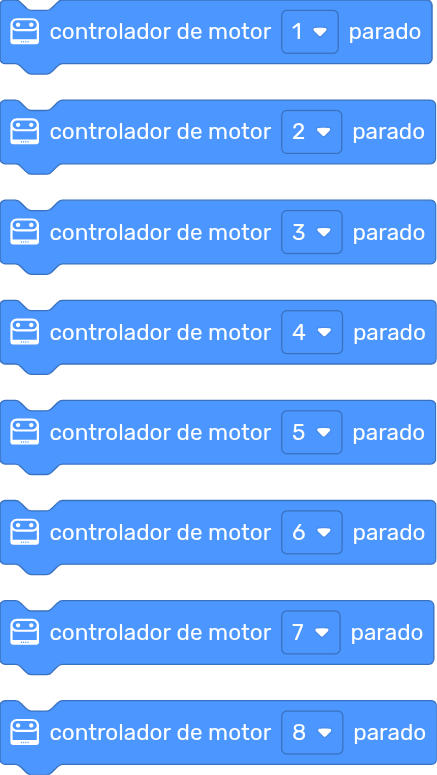 controlador de motor 1 parado
controlador de motor 2 parado
controlador de motor 3 parado
controlador de motor 4 parado
controlador de motor 5 parado
controlador de motor 6 parado
controlador de motor 7 parado
controlador de motor 8 parado